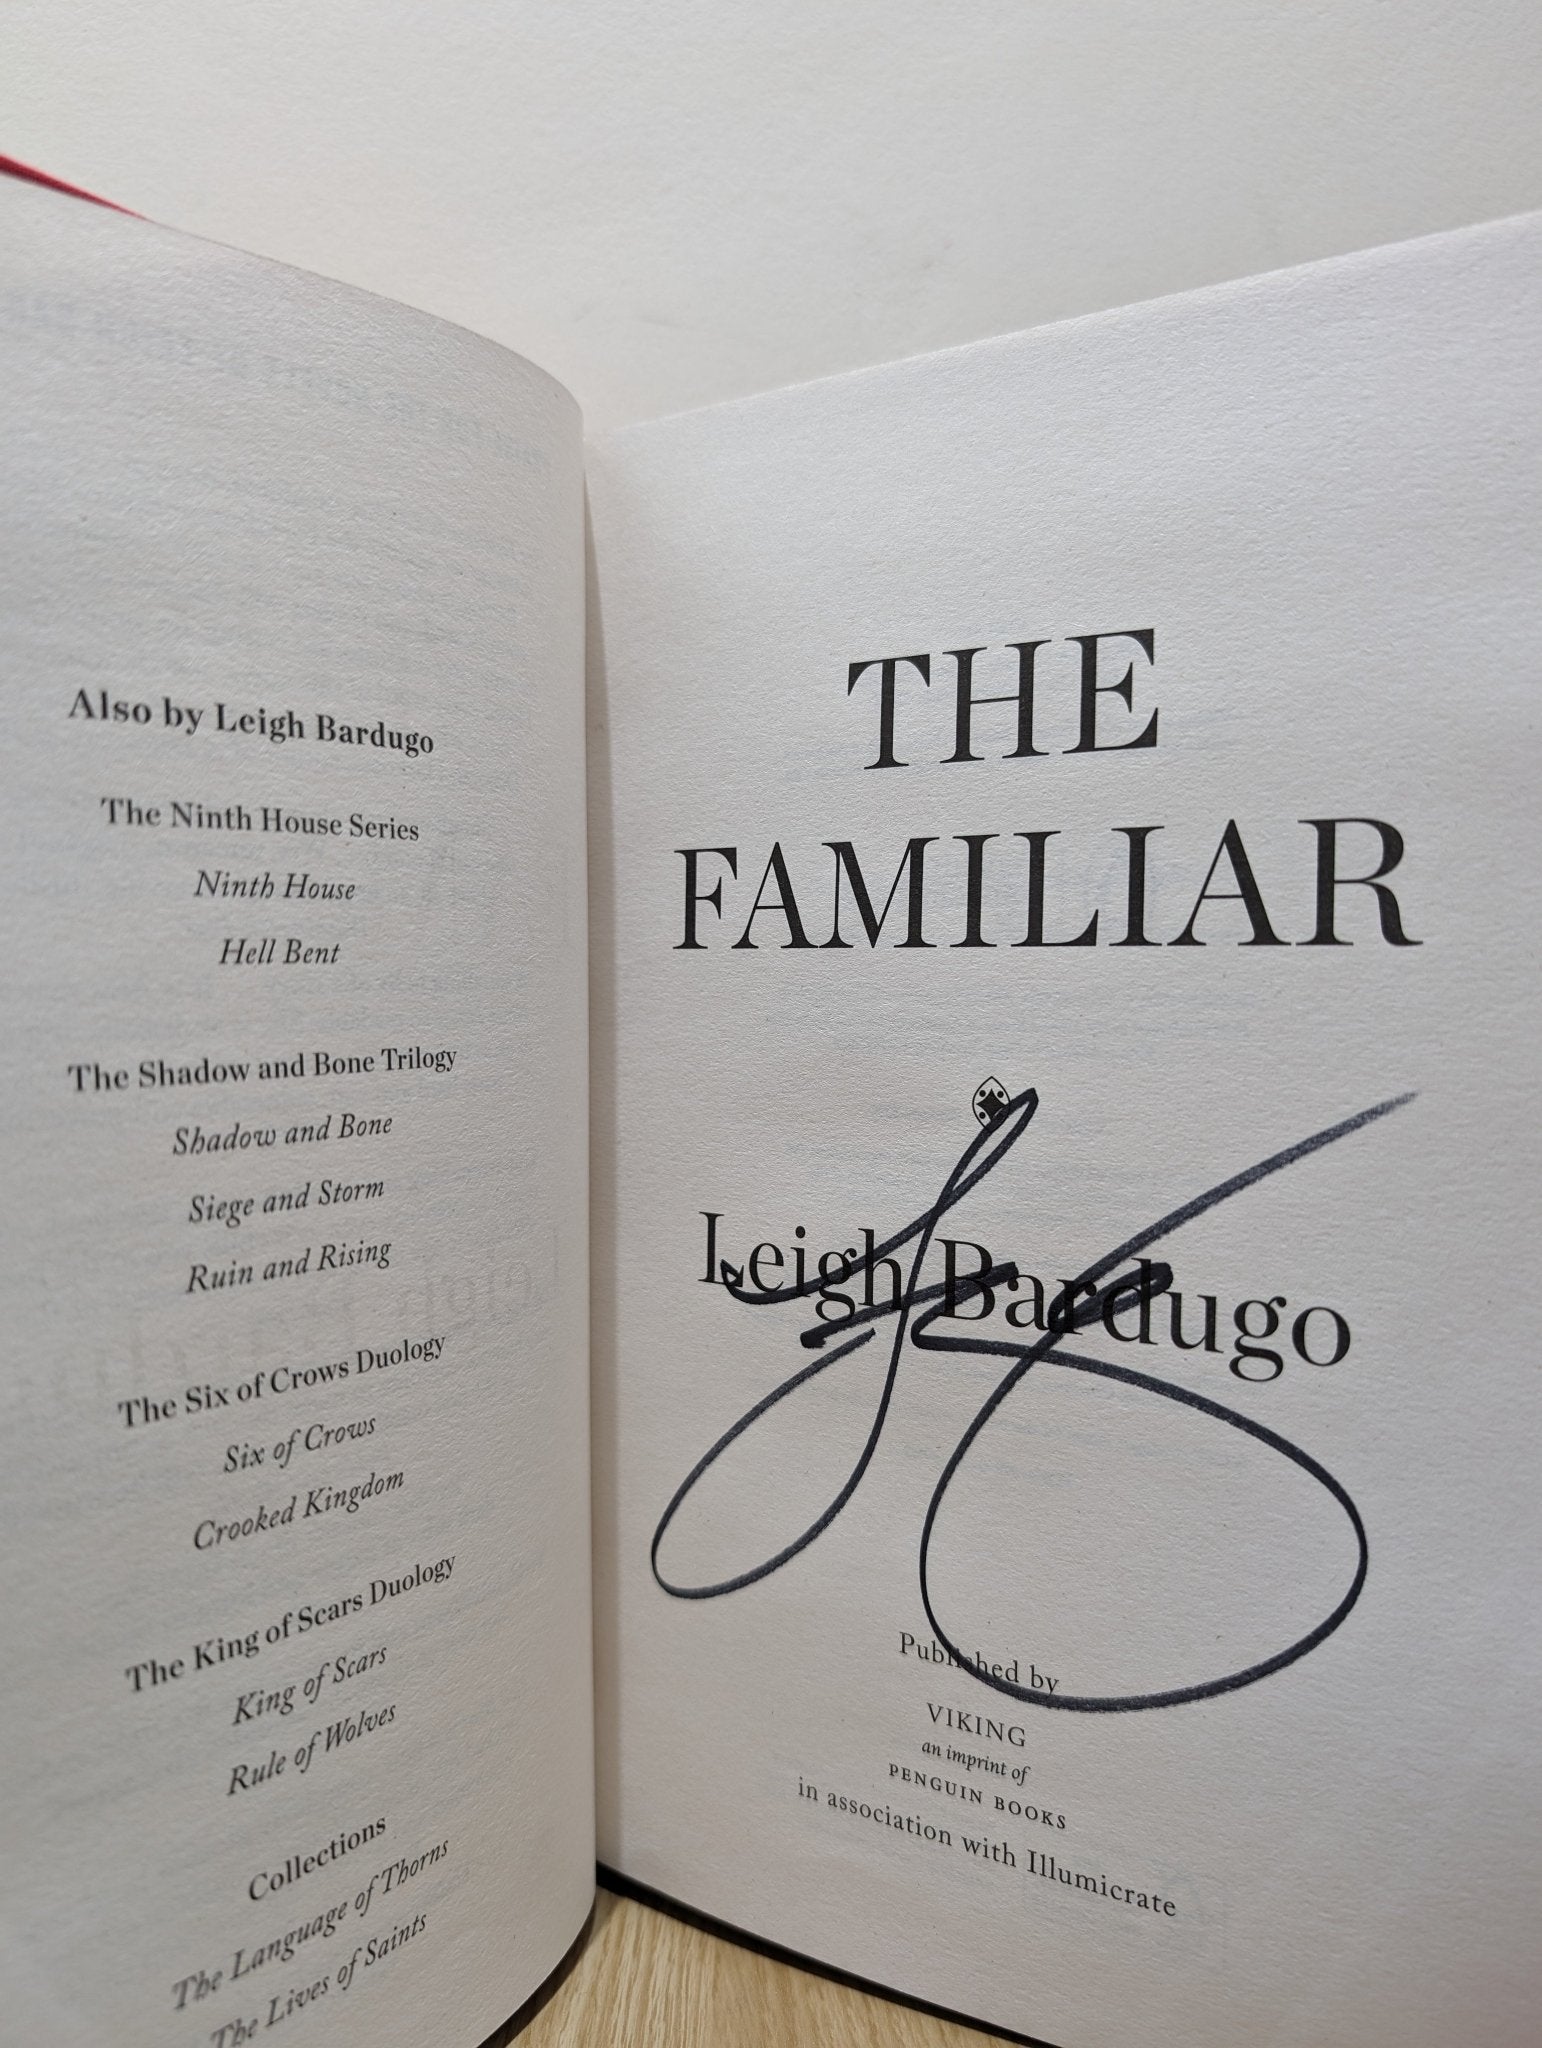 Also by Leigh Bardugo
The Ninth House Series
Ninth House
Hell Bent
The Shadow and Bone Trilogy
Shadow and Bone
Siege and Storm
Ruin and Rising
The Six of Crows Duology
Six of Crows
Crooked Kingdom
The King of Scars Duology
King of Scars
Rule of Wolves
Collections
The Language of Thorns
The Lives of Saints
THE
FAMILIAR
Leigh Bardugo
Published by
VIKING
an imprint of
PENGUIN BOOKS
in association with Illumicrate